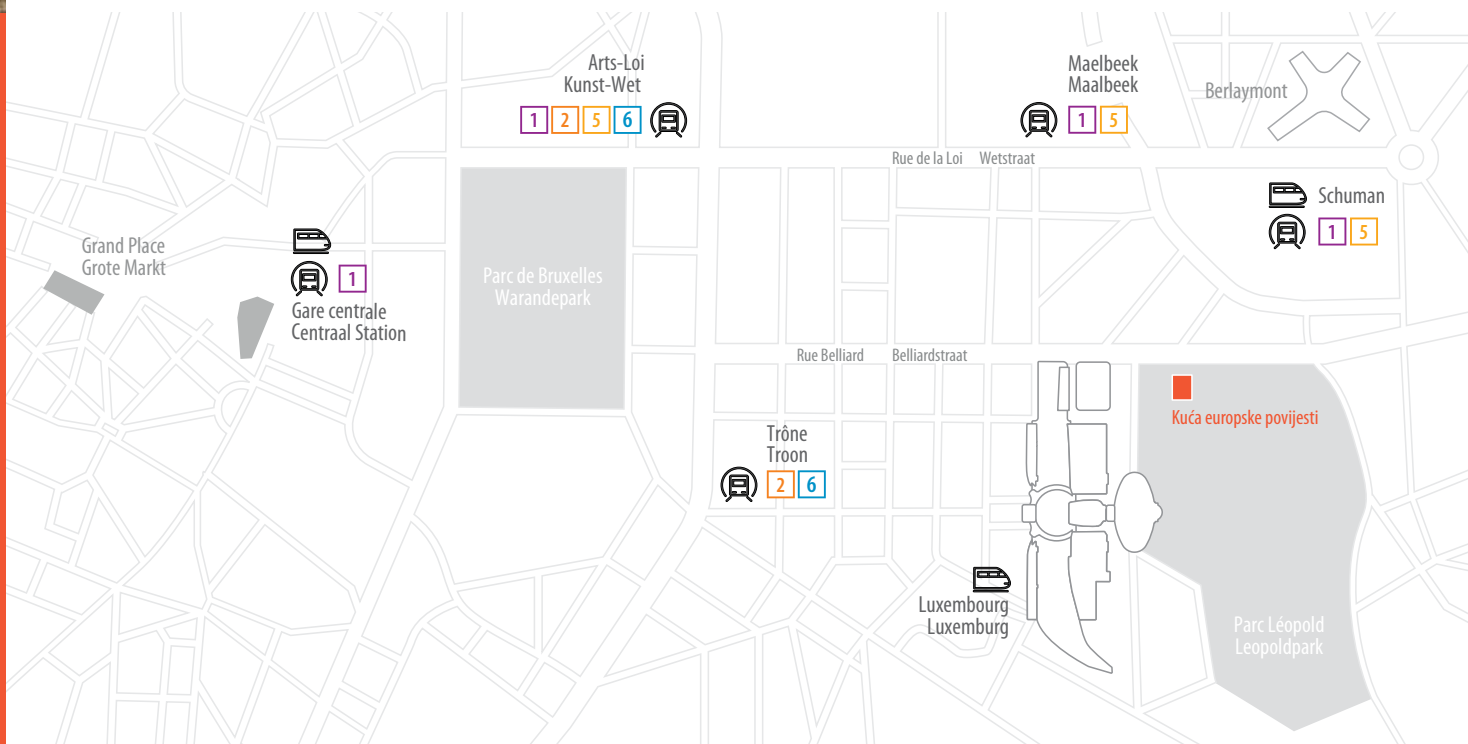 Arts-Loi
Kunst-Wet
1 2 5 6
Maelbeek
Maalbeek
1 5
Berlaymont
Rue de la Loi Wetstraat
Schuman
1 5
Grand Place
Grote Markt
1
Gare centrale
Centraal Station
Parc de Bruxelles
Warandepark
Rue Belliard Belliardstraat
Kuća europske povijesti
Trône
Troon
2 6
Luxembourg
Luxemburg
Parc Léopold
Leopoldpark